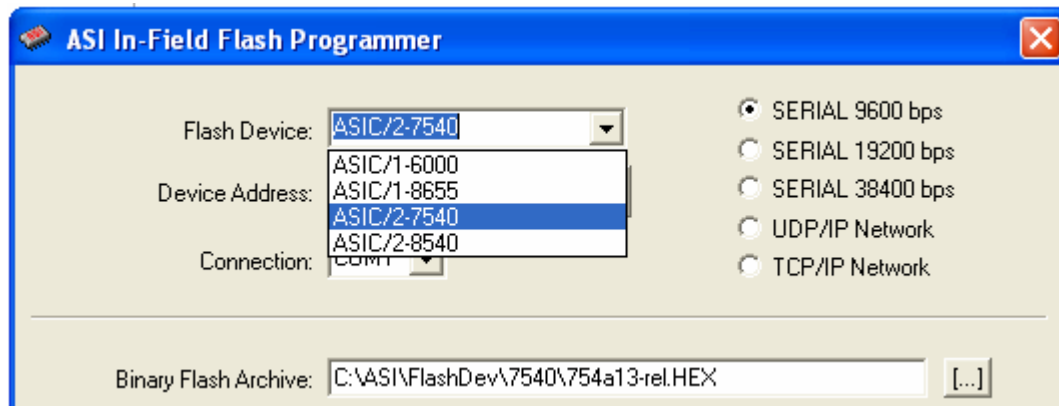 ASI In-Field Flash Programmer
Flash Device:
ASIC/2-7540
ASIC/1-6000
ASIC/1-8655
ASIC/2-7540
ASIC/2-8540
Device Address:
Connection:
COM1
SERIAL 9600 bps
SERIAL 19200 bps
SERIAL 38400 bps
UDP/IP Network
TCP/IP Network
Binary Flash Archive:
C:\ASI\FlashDev\7540\754a13-rel.HEX
[...]